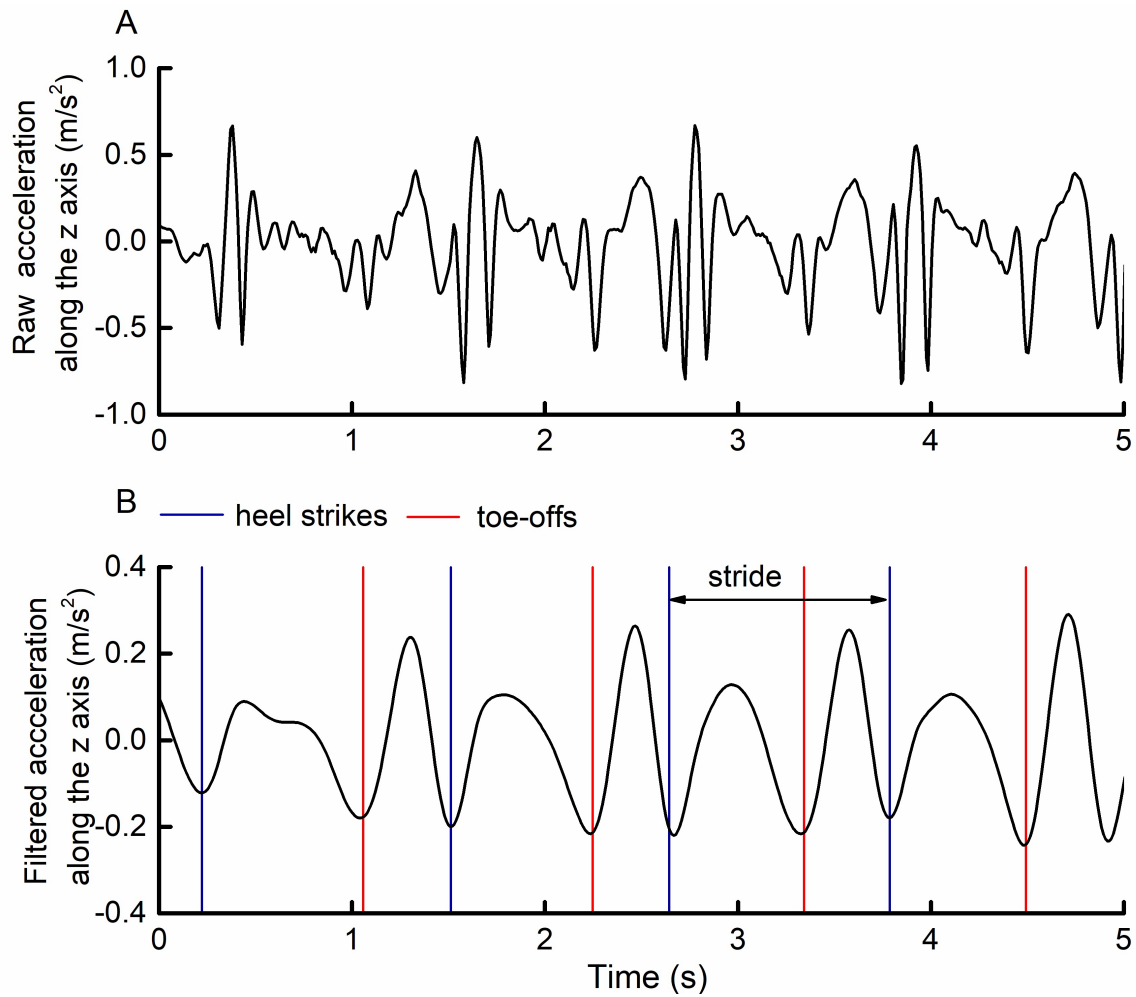 A
Raw acceleration
along the z axis (m/s²)
1.0
0.5
0.0
-0.5
-1.0
0 1 2 3 4 5
B
heel strikes toe-offs
stride
Filtered acceleration
along the z axis (m/s²)
0.4
0.2
0.0
-0.2
-0.4
0 1 2 3 4 5
Time (s)